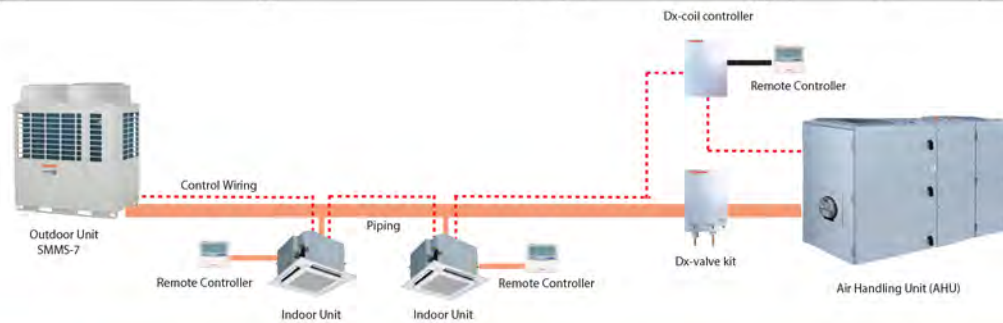 Dx-coil controller
Remote Controller
Control Wiring
Piping
Outdoor Unit
SMMS-7
Dx-valve kit
Remote Controller
Remote Controller
Air Handling Unit (AHU)
Indoor Unit
Indoor Unit